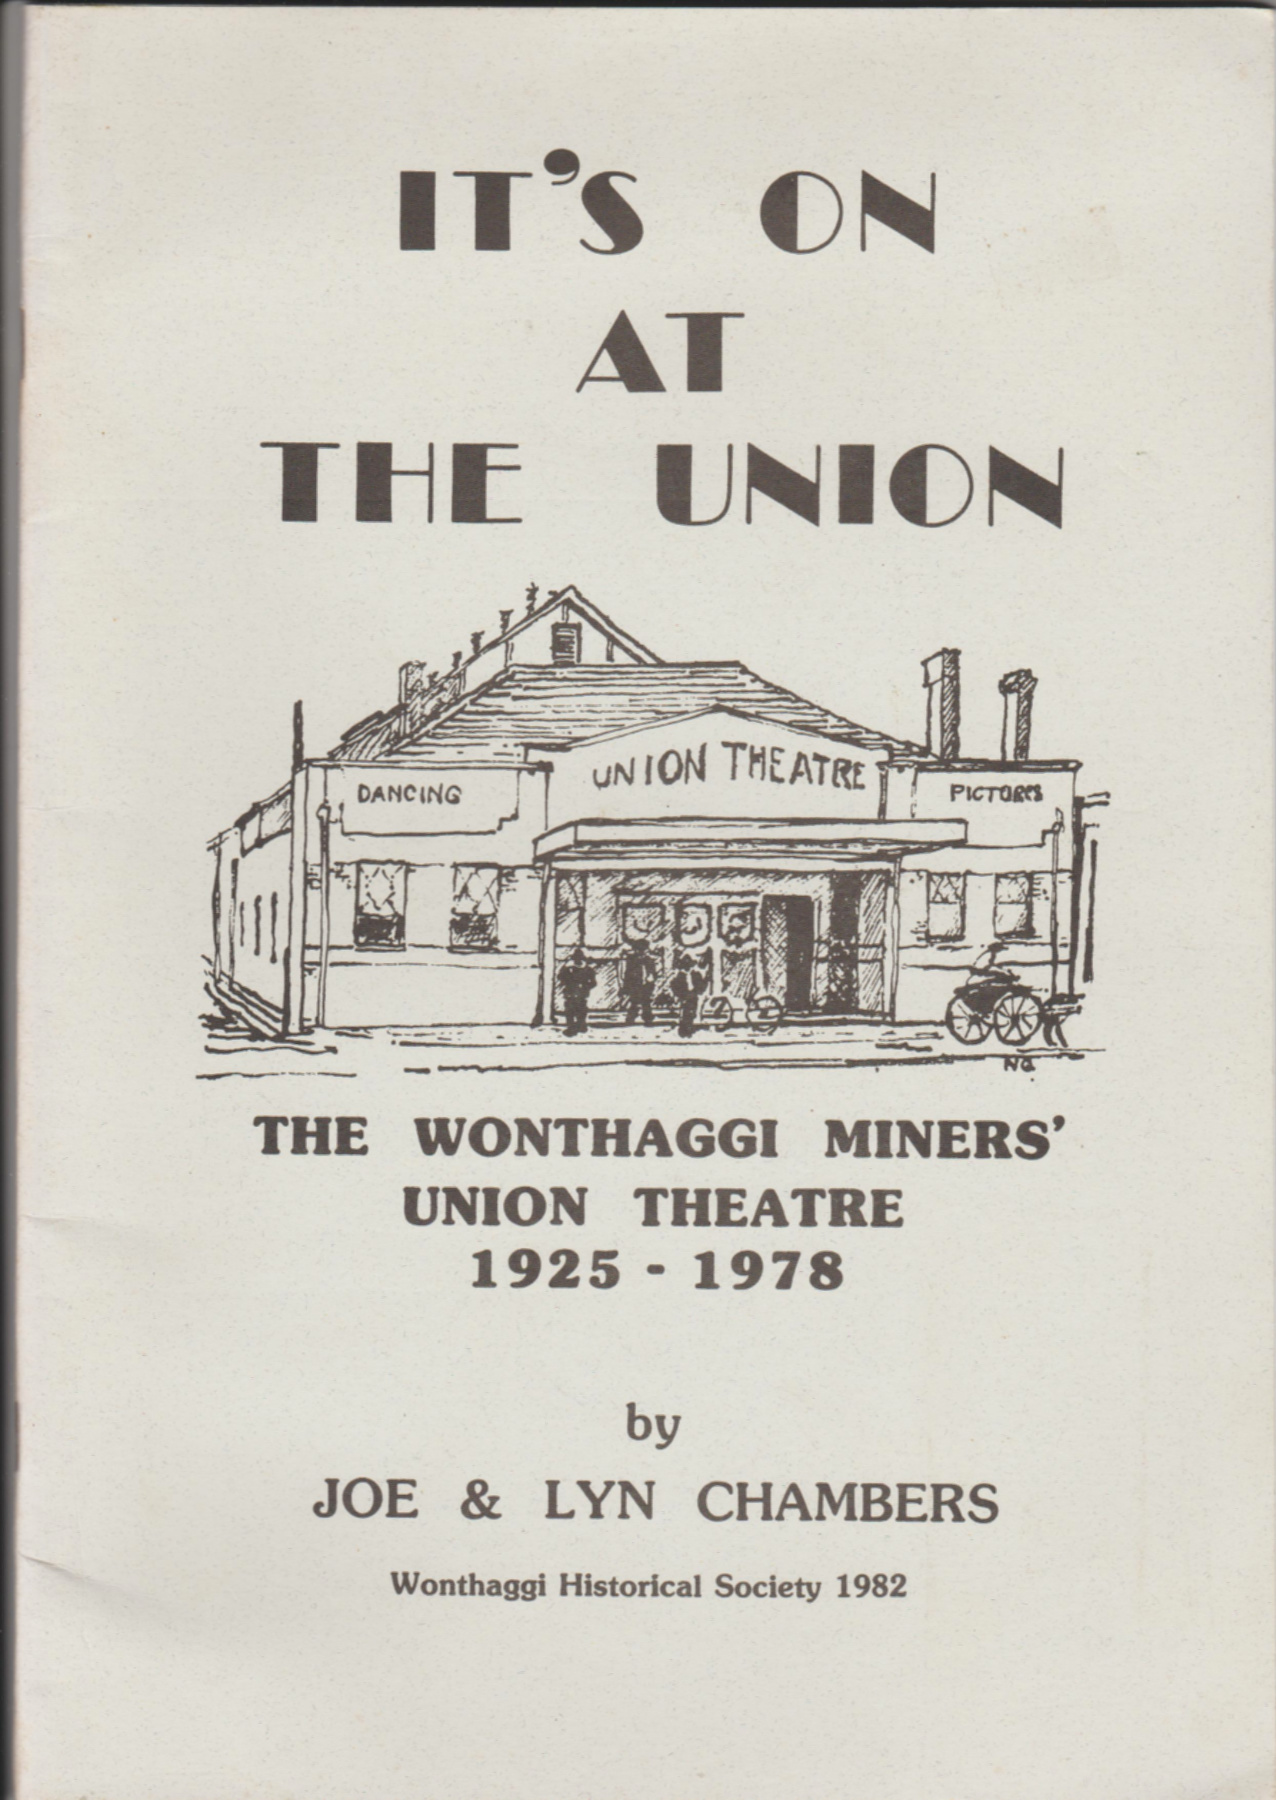 IT'S ON
AT
THE UNION
UNION THEATRE
DANCING
PICTURES
NG
THE WONTHAGGI MINERS'
UNION THEATRE
1925 - 1978
by
JOE & LYN CHAMBERS
Wonthaggi Historical Society 1982